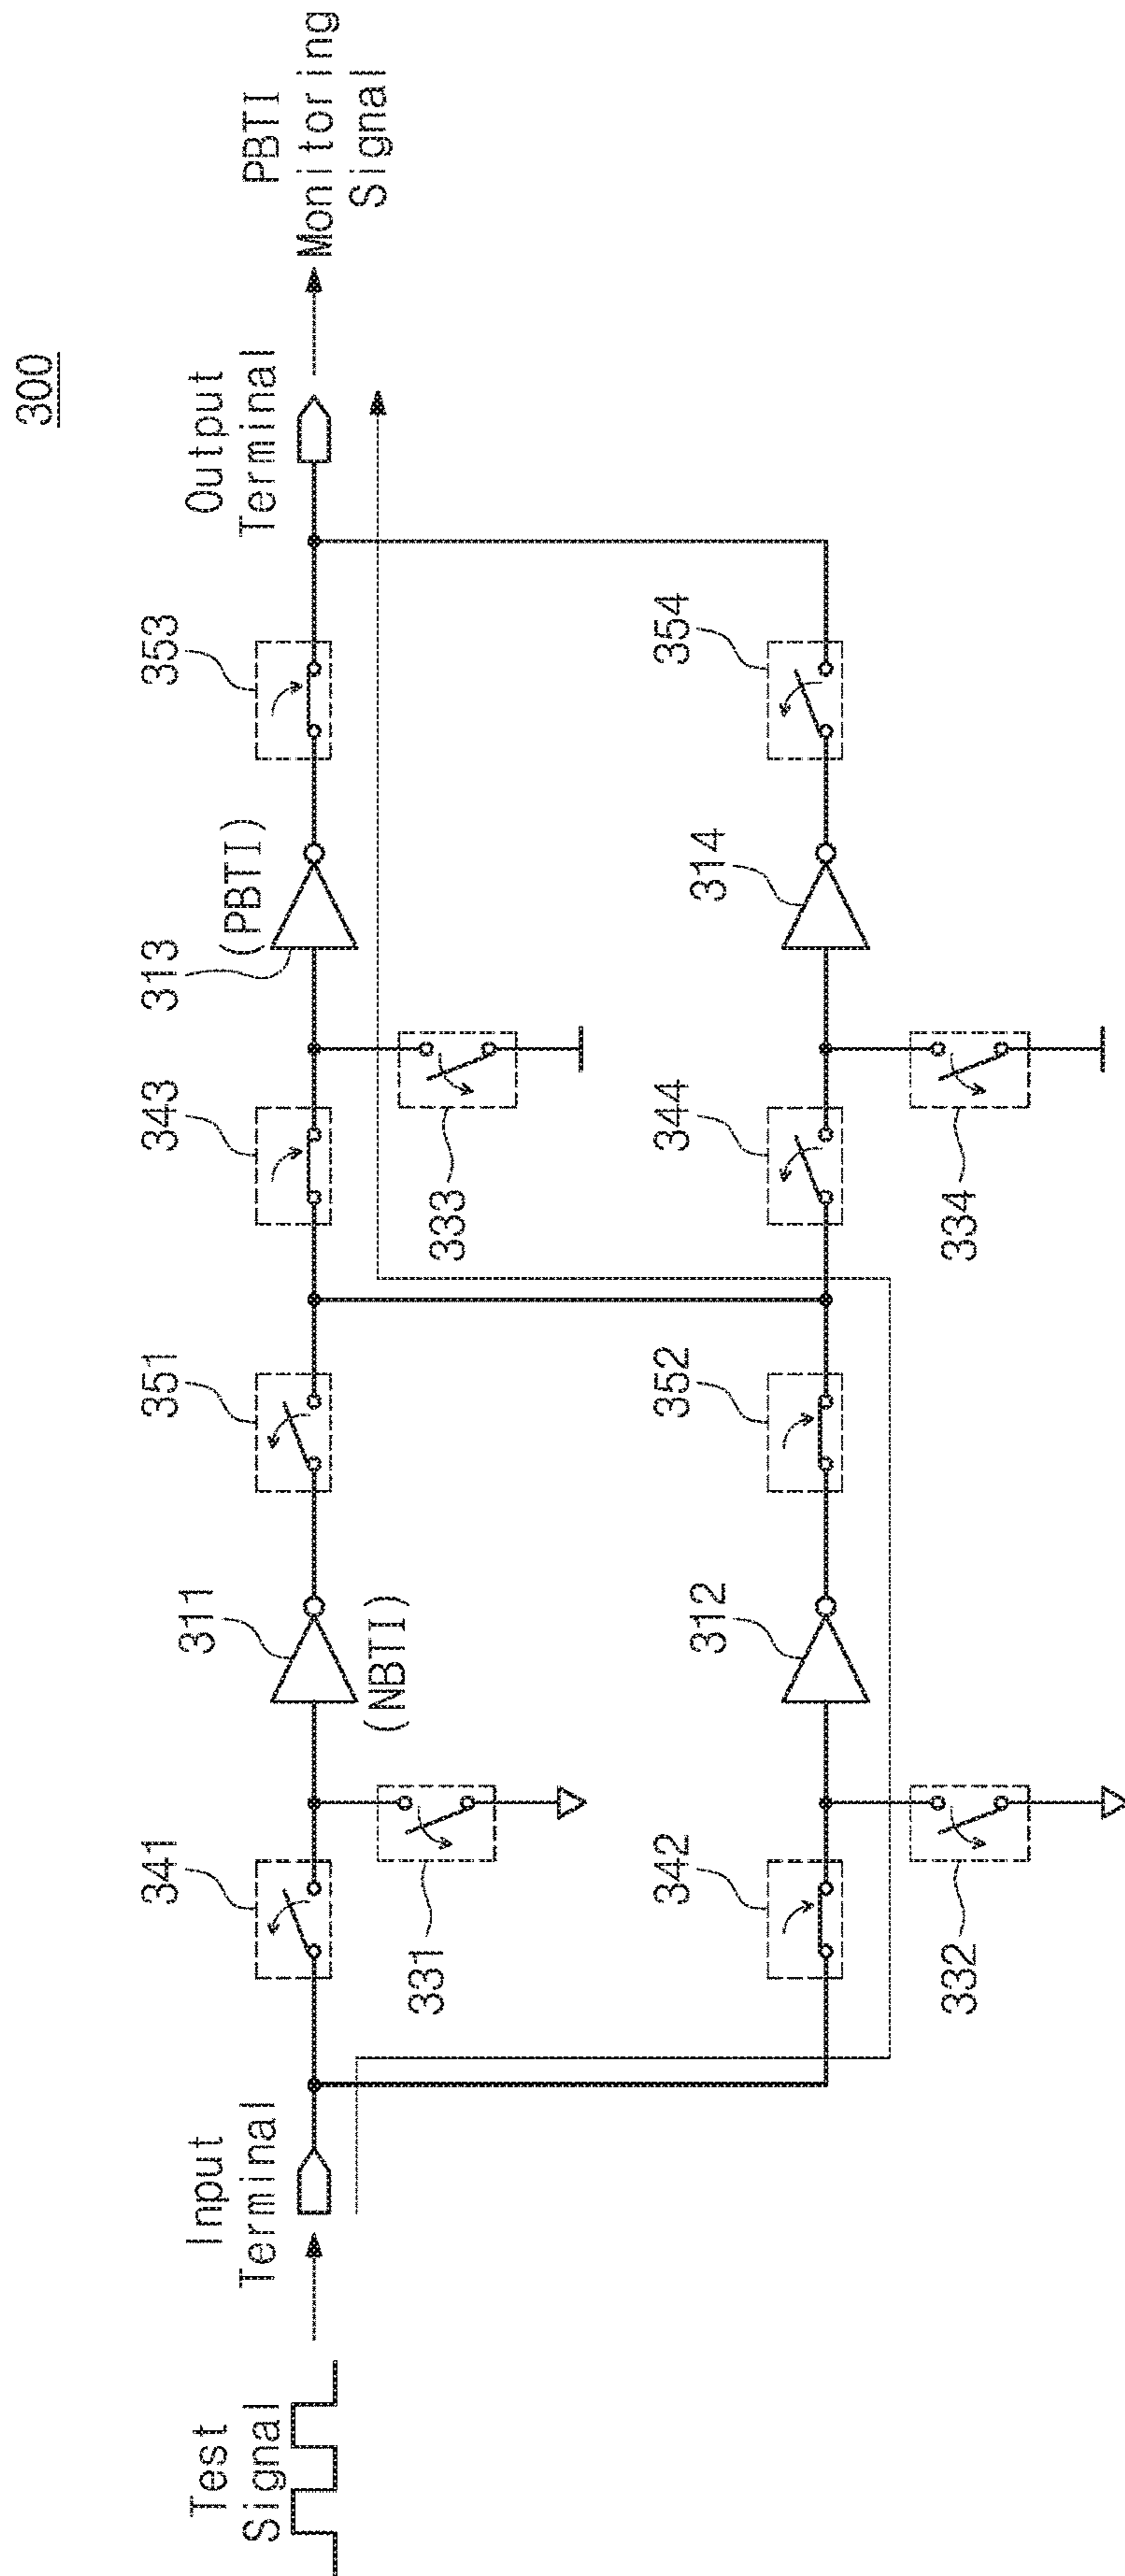 300
Test
Signal
Input
Terminal
341
331
311
(NBTI)
351
343
333
313
(PBTI)
353
Output
Terminal
PBTI
Monitoring
Signal
342
332
312
352
344
334
314
354